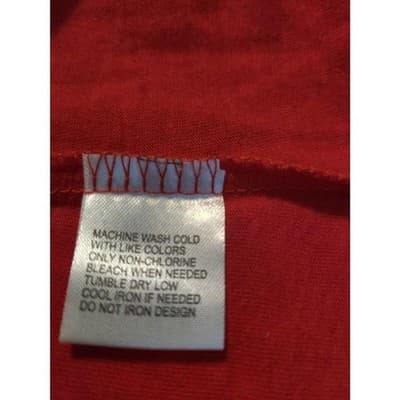 MACHINE WASH COLD
WITH LIKE COLORS
ONLY NON-CHLORINE
BLEACH WHEN NEEDED
TUMBLE DRY LOW
COOL IRON IF NEEDED
DO NOT IRON DESIGN